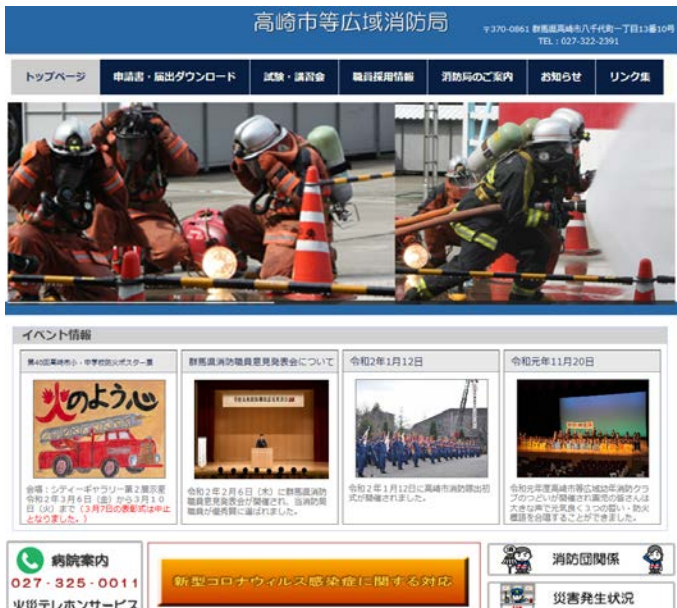 高崎市等広域消防局
〒370-0861 群馬県高崎市八千代町一丁目13番10号
TEL：027-322-2391
トップページ
申請書・届出ダウンロード
試験・講習会
職員採用情報
消防局のご案内
お知らせ
リンク集
イベント情報
第40回高崎市小・中学校防火ポスター展
火のよう心
会場：シティーギャラリー第２展示室
令和２年３月６日（金）から３月１０
日（火）まで（３月７日の表彰式は中止
となりました。）
群馬県消防職員意見発表会について
令和２年２月６日（木）に群馬県消防
職員意見発表会が開催され、当消防局
職員が優秀賞に選ばれました。
令和2年1月12日
令和２年１月12日に高崎市消防隊出初
式が開催されました。
令和元年11月20日
令和元年度高崎市等広域幼年消防クラ
ブのつどいが開催され園児の皆さんは
大きな声で元気良く３つの誓い・防火
標語を合唱することができました。
病院案内
027-325-0011
火災テレホンサービス
新型コロナウィルス感染症に関する対応
消防団関係
災害発生状況